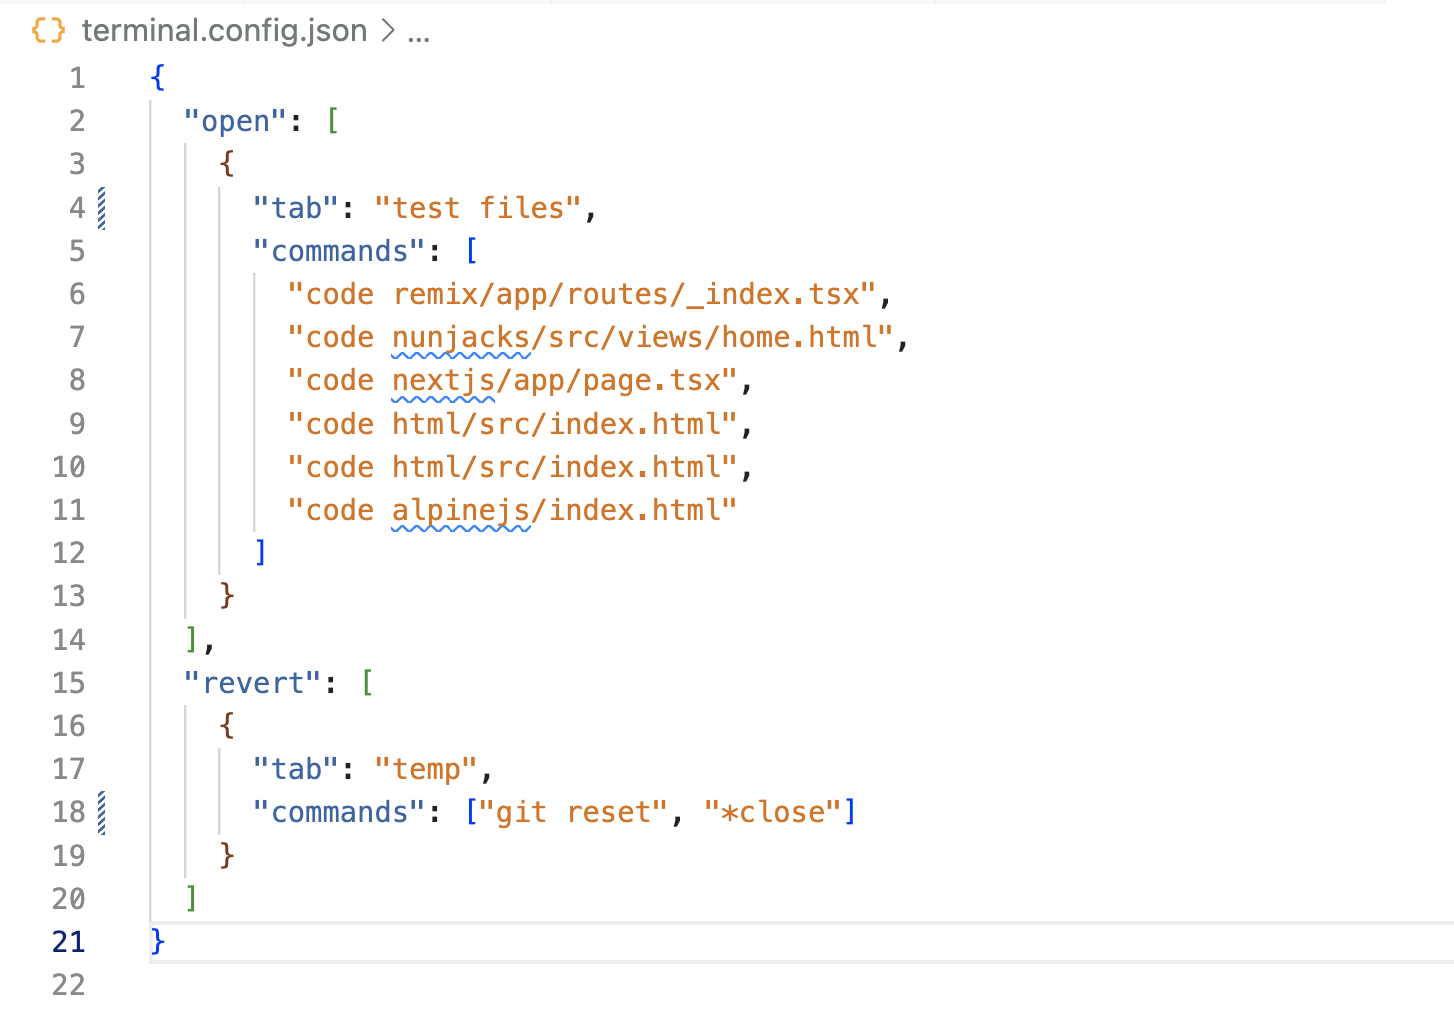 {} terminal.config.json > ...
1 {
2 "open": [
3 {
4 "tab": "test files",
5 "commands": [
6 "code remix/app/routes/_index.tsx",
7 "code nunjacks/src/views/home.html",
8 "code nextjs/app/page.tsx",
9 "code html/src/index.html",
10 "code html/src/index.html",
11 "code alpinejs/index.html"
12 ]
13 }
14 ],
15 "revert": [
16 {
17 "tab": "temp",
18 "commands": ["git reset", "*close"]
19 }
20 ]
21 }
22